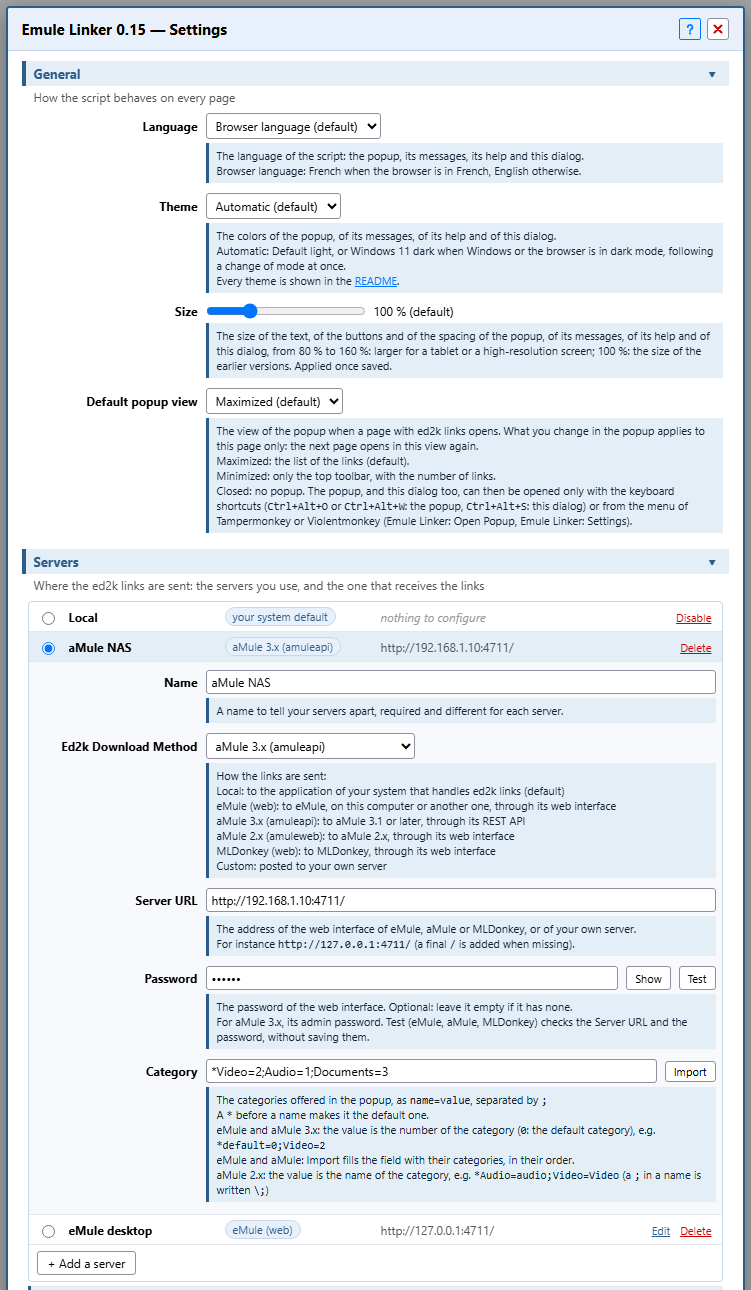 Emule Linker 0.15 — Settings
?
×
General
▼
How the script behaves on every page
Language
Browser language (default)
The language of the script: the popup, its messages, its help and this dialog.
Browser language: French when the browser is in French, English otherwise.
Theme
Automatic (default)
The colors of the popup, of its messages, of its help and of this dialog.
Automatic: Default light, or Windows 11 dark when Windows or the browser is in dark mode, following
a change of mode at once.
Every theme is shown in the README.
Size
100 % (default)
The size of the text, of the buttons and of the spacing of the popup, of its messages, of its help and of
this dialog, from 80 % to 160 %: larger for a tablet or a high-resolution screen; 100 %: the size of the
earlier versions. Applied once saved.
Default popup view
Maximized (default)
The view of the popup when a page with ed2k links opens. What you change in the popup applies to
this page only: the next page opens in this view again.
Maximized: the list of the links (default).
Minimized: only the top toolbar, with the number of links.
Closed: no popup. The popup, and this dialog too, can then be opened only with the keyboard
shortcuts (Ctrl+Alt+O or Ctrl+Alt+W: the popup, Ctrl+Alt+S: this dialog) or from the menu of
Tampermonkey or Violentmonkey (Emule Linker: Open Popup, Emule Linker: Settings).
Servers
▼
Where the ed2k links are sent: the servers you use, and the one that receives the links
Local
your system default
nothing to configure
Disable
aMule NAS
aMule 3.x (amuleapi)
http://192.168.1.10:4711/
Delete
Name
aMule NAS
A name to tell your servers apart, required and different for each server.
Ed2k Download Method
aMule 3.x (amuleapi)
How the links are sent:
Local: to the application of your system that handles ed2k links (default)
eMule (web): to eMule, on this computer or another one, through its web interface
aMule 3.x (amuleapi): to aMule 3.1 or later, through its REST API
aMule 2.x (amuleweb): to aMule 2.x, through its web interface
MLDonkey (web): to MLDonkey, through its web interface
Custom: posted to your own server
Server URL
http://192.168.1.10:4711/
The address of the web interface of eMule, aMule or MLDonkey, or of your own server.
For instance http://127.0.0.1:4711/ (a final / is added when missing).
Password
••••••
Show
Test
The password of the web interface. Optional: leave it empty if it has none.
For aMule 3.x, its admin password. Test (eMule, aMule, MLDonkey) checks the Server URL and the
password, without saving them.
Category
*Video=2;Audio=1;Documents=3
Import
The categories offered in the popup, as name=value, separated by ;
A * before a name makes it the default one.
eMule and aMule 3.x: the value is the number of the category (0: the default category), e.g.
*default=0;Video=2
eMule and aMule: Import fills the field with their categories, in their order.
aMule 2.x: the value is the name of the category, e.g. *Audio=audio;Video=Video (a ; in a name is
written \;)
eMule desktop
eMule (web)
http://127.0.0.1:4711/
Edit
Delete
+ Add a server